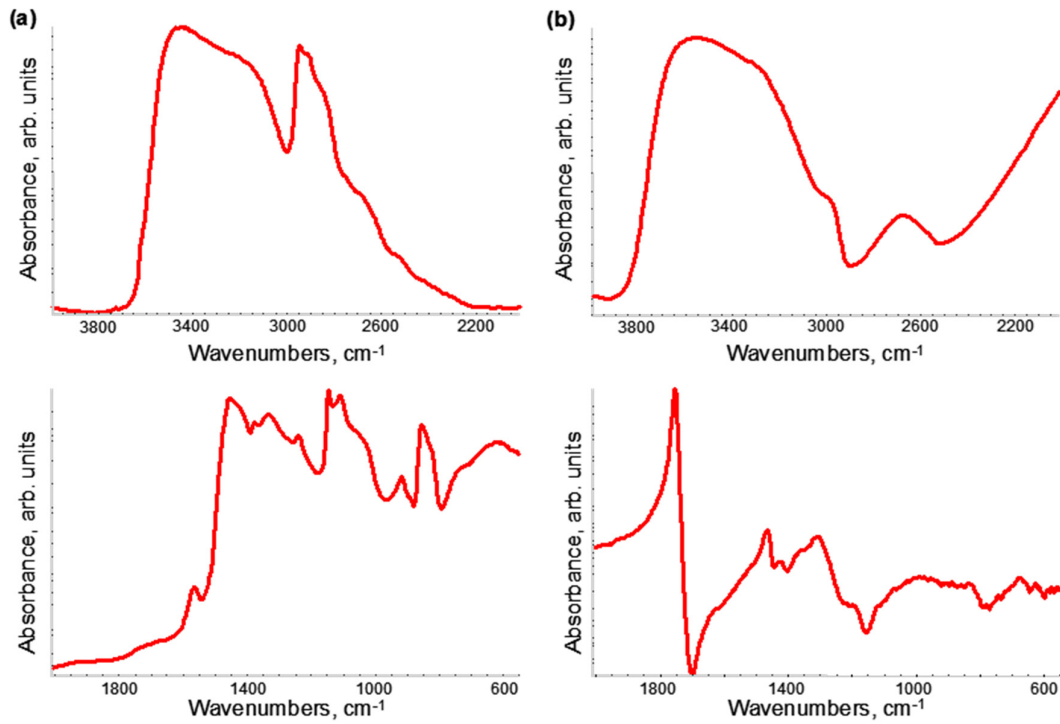 (a)
Absorbance, arb. units
3800 3400 3000 2600 2200
Wavenumbers, cm⁻¹
(b)
Absorbance, arb. units
3800 3400 3000 2600 2200
Wavenumbers, cm⁻¹
Absorbance, arb. units
1800 1400 1000 600
Wavenumbers, cm⁻¹
Absorbance, arb. units
1800 1400 1000 600
Wavenumbers, cm⁻¹